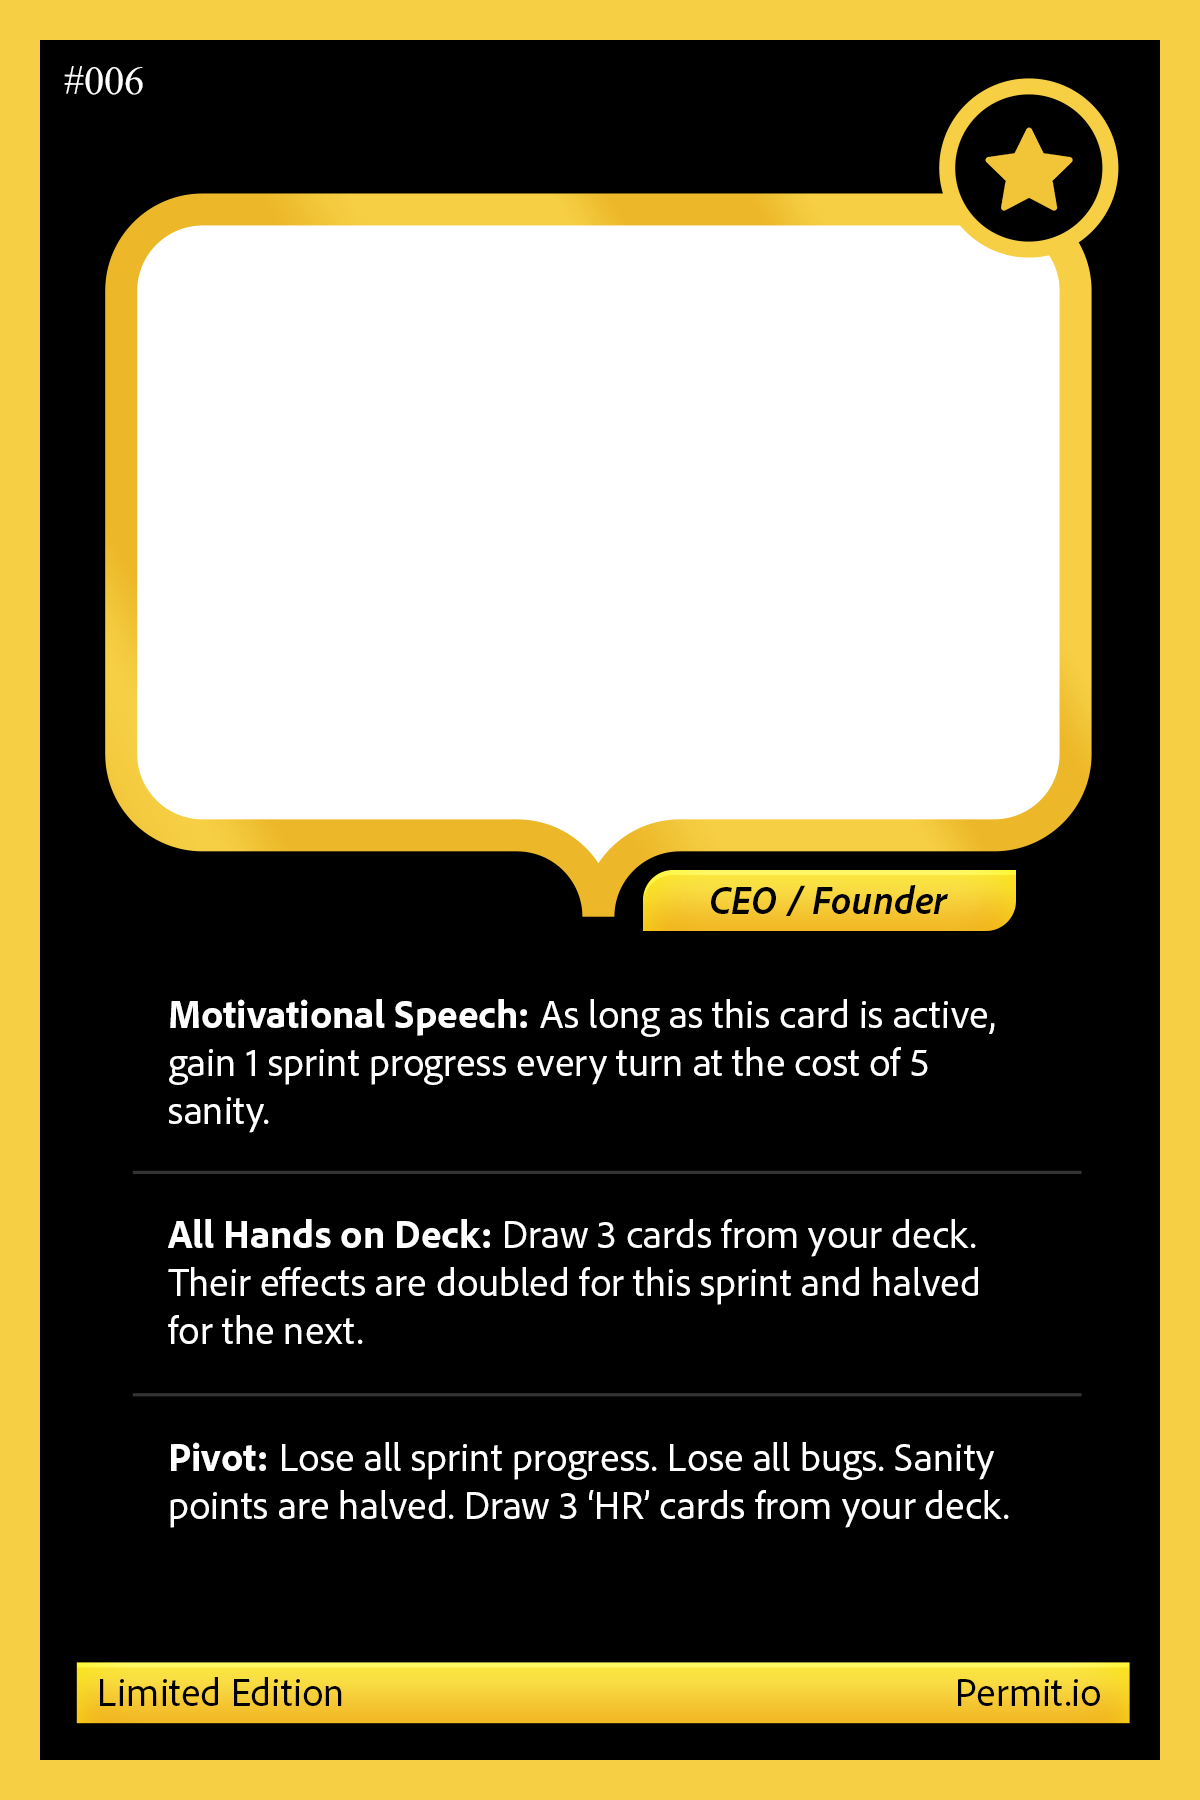 #006
CEO / Founder
Motivational Speech: As long as this card is active,
gain 1 sprint progress every turn at the cost of 5
sanity.
All Hands on Deck: Draw 3 cards from your deck.
Their effects are doubled for this sprint and halved
for the next.
Pivot: Lose all sprint progress. Lose all bugs. Sanity
points are halved. Draw 3 ‘HR’ cards from your deck.
Limited Edition
Permit.io